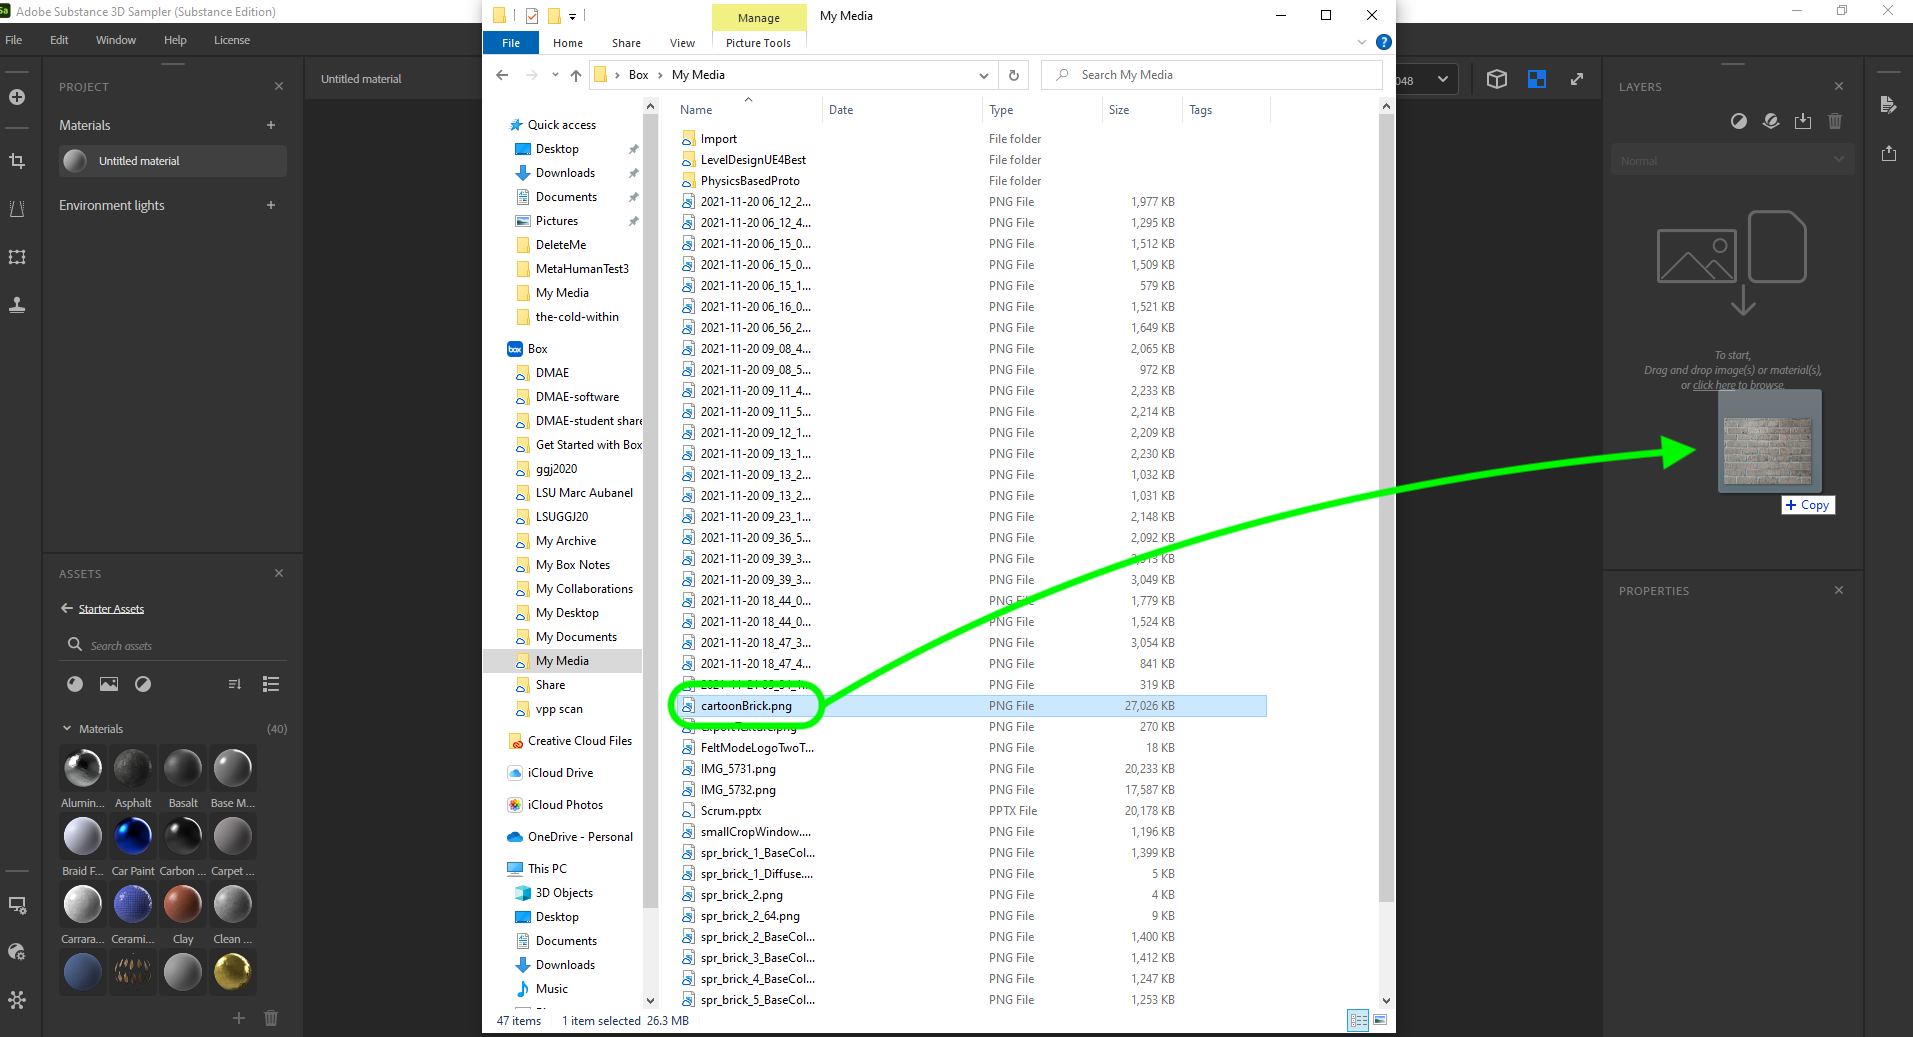 Adobe Substance 3D Sampler (Substance Edition)
File Edit Window Help License
PROJECT
Materials
Untitled material
Environment lights
Untitled material
ASSETS
Starter Assets
Search assets
Materials (40)
Alumin... Asphalt Basalt Base M...
Braid F... Car Paint Carbon ... Carpet ...
Carrara... Cerami... Clay Clean ...
Manage My Media
File Home Share View Picture Tools
Box › My Media
Search My Media
Quick access
Desktop
Downloads
Documents
Pictures
DeleteMe
MetaHumanTest3
My Media
the-cold-within
box Box
DMAE
DMAE-software
DMAE-student share
Get Started with Box
ggj2020
LSU Marc Aubanel
LSUGGJ20
My Archive
My Box Notes
My Collaborations
My Desktop
My Documents
My Media
Share
vpp scan
Creative Cloud Files
iCloud Drive
iCloud Photos
OneDrive - Personal
This PC
3D Objects
Desktop
Documents
Downloads
Music
Name Date Type Size Tags
Import File folder
LevelDesignUE4Best File folder
PhysicsBasedProto File folder
2021-11-20 06_12_2... PNG File 1,977 KB
2021-11-20 06_12_4... PNG File 1,295 KB
2021-11-20 06_15_0... PNG File 1,512 KB
2021-11-20 06_15_0... PNG File 1,509 KB
2021-11-20 06_15_1... PNG File 579 KB
2021-11-20 06_16_0... PNG File 1,521 KB
2021-11-20 06_56_2... PNG File 1,649 KB
2021-11-20 09_08_4... PNG File 2,065 KB
2021-11-20 09_08_5... PNG File 972 KB
2021-11-20 09_11_4... PNG File 2,233 KB
2021-11-20 09_11_5... PNG File 2,214 KB
2021-11-20 09_12_1... PNG File 2,209 KB
2021-11-20 09_13_1... PNG File 2,230 KB
2021-11-20 09_13_2... PNG File 1,032 KB
2021-11-20 09_13_2... PNG File 1,031 KB
2021-11-20 09_23_1... PNG File 2,148 KB
2021-11-20 09_36_5... PNG File 2,092 KB
2021-11-20 09_39_3... PNG File KB
2021-11-20 09_39_3... PNG File 3,049 KB
2021-11-20 18_44_0... PNG File 1,779 KB
2021-11-20 18_44_0... PNG File 1,524 KB
2021-11-20 18_47_3... PNG File 3,054 KB
2021-11-20 18_47_4... PNG File 841 KB
PNG File 319 KB
cartoonBrick.png PNG File 27,026 KB
ExportTexture.png PNG File 270 KB
FeltModeLogoTwoT... PNG File 18 KB
IMG_5731.png PNG File 20,233 KB
IMG_5732.png PNG File 17,587 KB
Scrum.pptx PPTX File 20,178 KB
smallCropWindow.... PNG File 1,196 KB
spr_brick_1_BaseCol... PNG File 1,399 KB
spr_brick_1_Diffuse.... PNG File 5 KB
spr_brick_2.png PNG File 4 KB
spr_brick_2_64.png PNG File 9 KB
spr_brick_2_BaseCol... PNG File 1,400 KB
spr_brick_3_BaseCol... PNG File 1,412 KB
spr_brick_4_BaseCol... PNG File 1,247 KB
spr_brick_5_BaseCol... PNG File 1,253 KB
47 items 1 item selected 26.3 MB
048
LAYERS
Normal
To start,
Drag and drop image(s) or material(s),
or click here to browse.
+ Copy
PROPERTIES